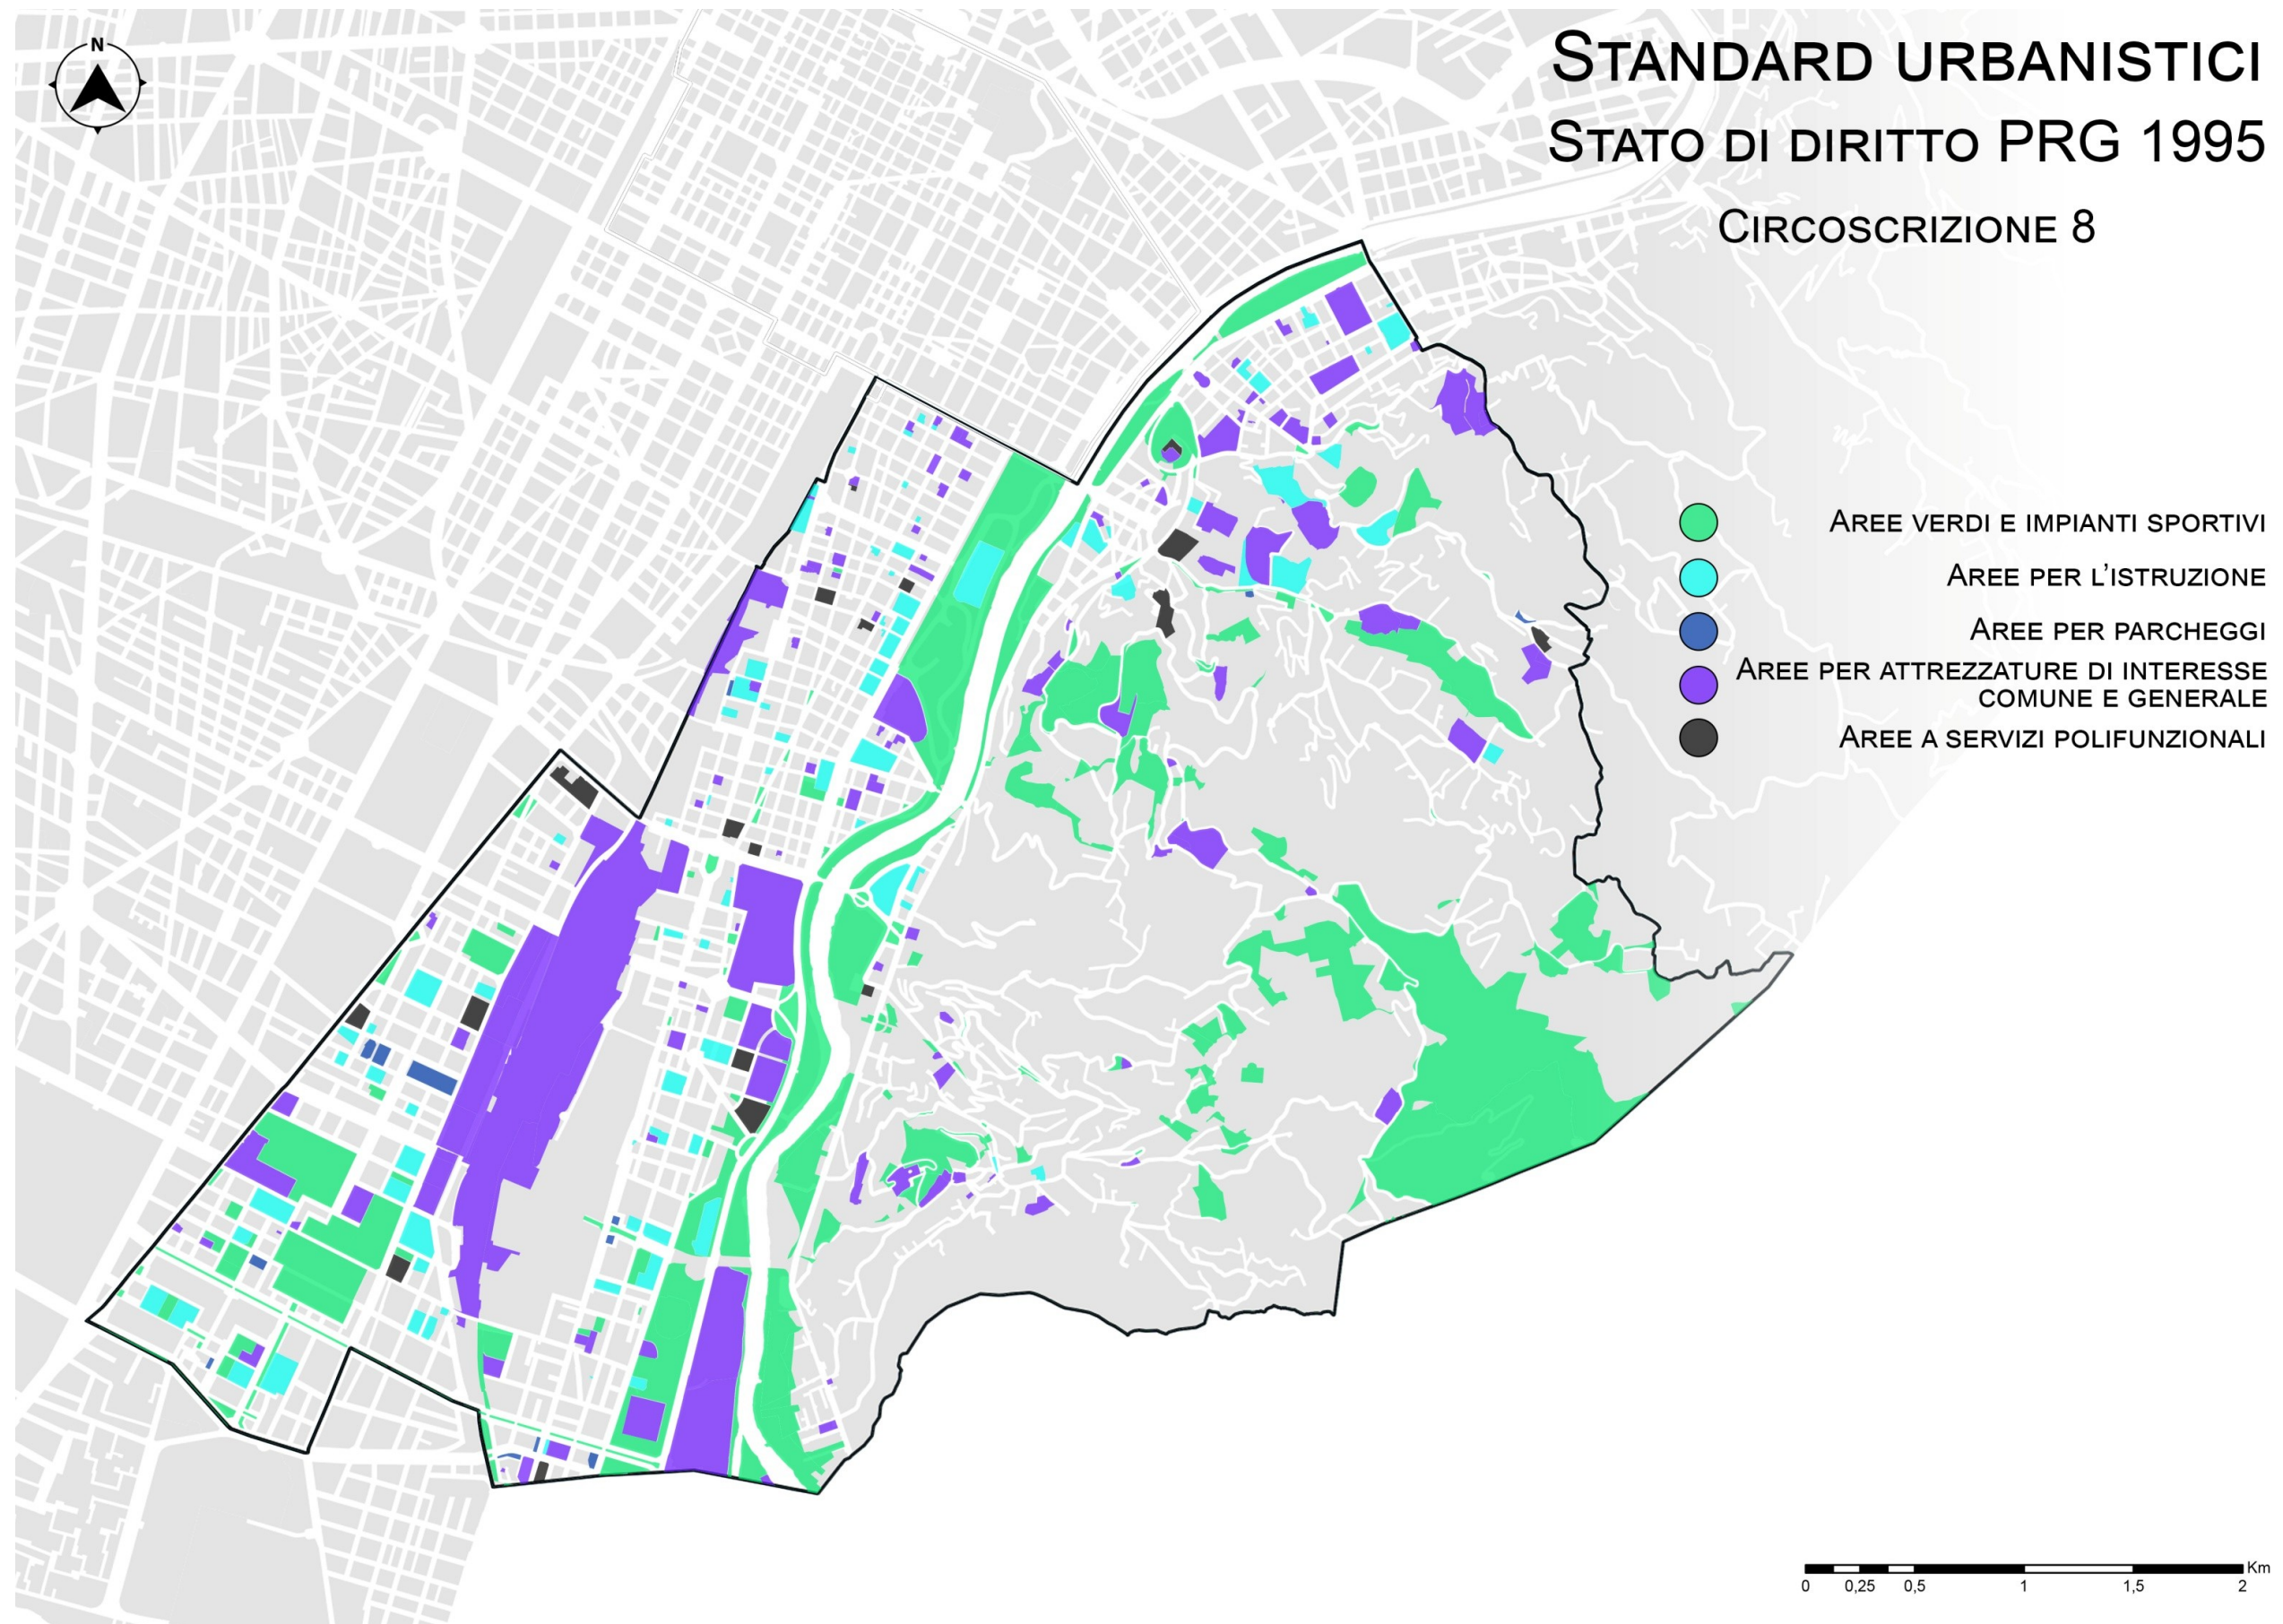 N
Standard urbanistici
Stato di diritto PRG 1995
Circoscrizione 8
Aree verdi e impianti sportivi
Aree per l'istruzione
Aree per parcheggi
Aree per attrezzature di interesse
comune e generale
Aree a servizi polifunzionali
Km
0 0,25 0,5 1 1,5 2